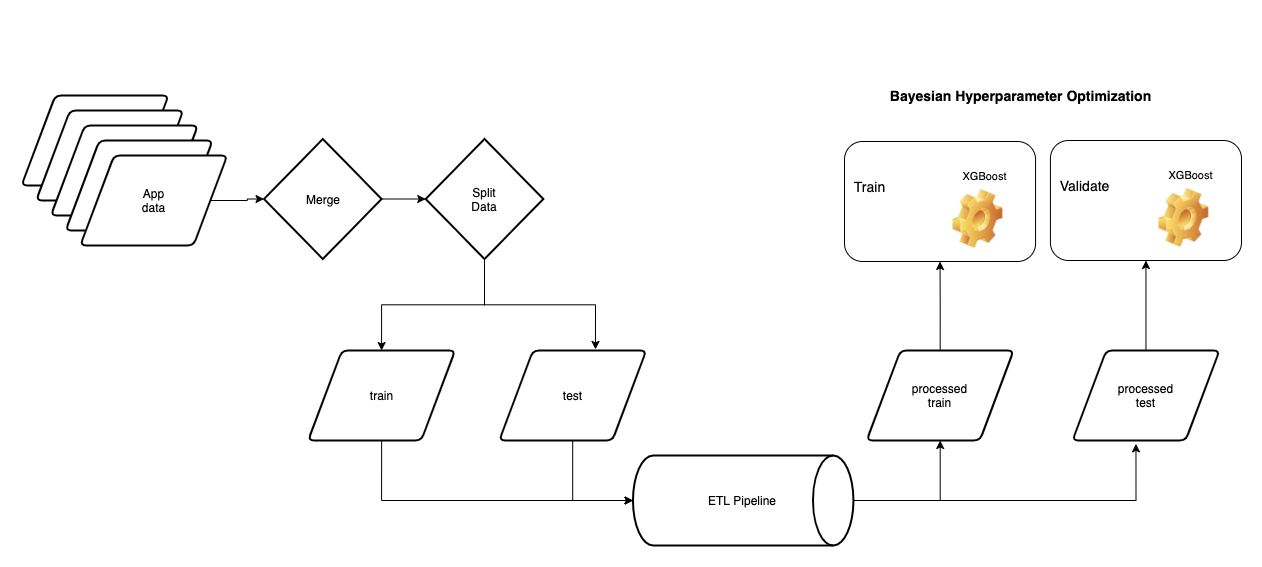 Bayesian Hyperparameter Optimization
App
data
Merge
Split
Data
Train
XGBoost
Validate
XGBoost
train
test
processed
train
processed
test
ETL Pipeline